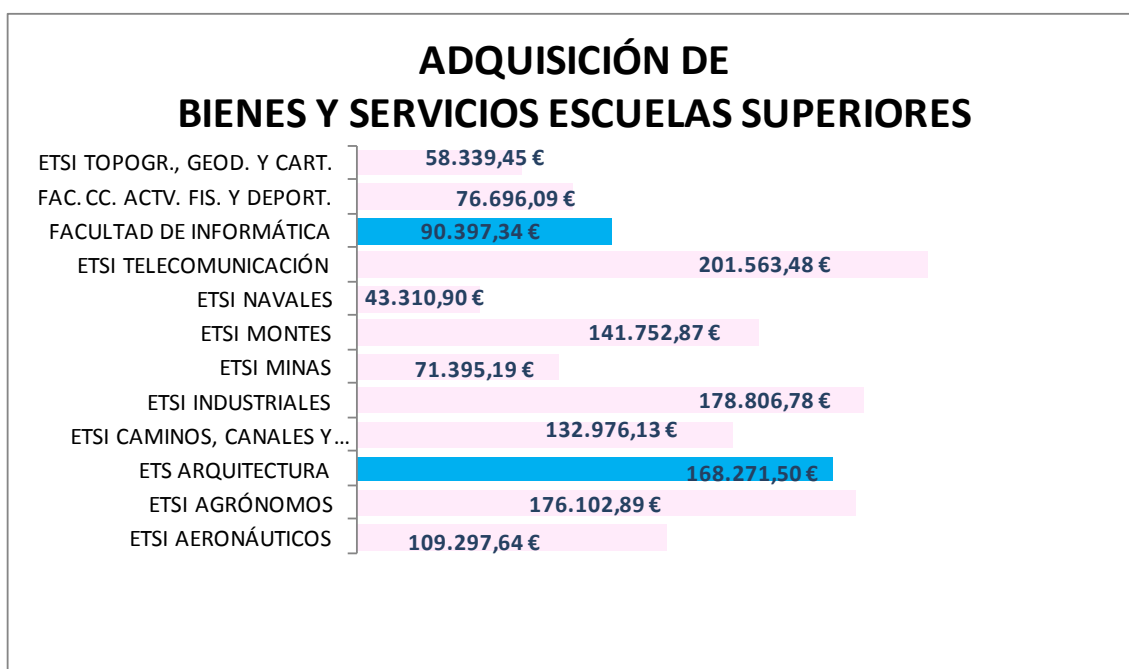 ADQUISICIÓN DE
BIENES Y SERVICIOS ESCUELAS SUPERIORES
ETSI TOPOGR., GEOD. Y CART. 58.339,45 €
FAC. CC. ACTV. FIS. Y DEPORT. 76.696,09 €
FACULTAD DE INFORMÁTICA 90.397,34 €
ETSI TELECOMUNICACIÓN 201.563,48 €
ETSI NAVALES 43.310,90 €
ETSI MONTES 141.752,87 €
ETSI MINAS 71.395,19 €
ETSI INDUSTRIALES 178.806,78 €
ETSI CAMINOS, CANALES Y... 132.976,13 €
ETS ARQUITECTURA 168.271,50 €
ETSI AGRÓNOMOS 176.102,89 €
ETSI AERONÁUTICOS 109.297,64 €